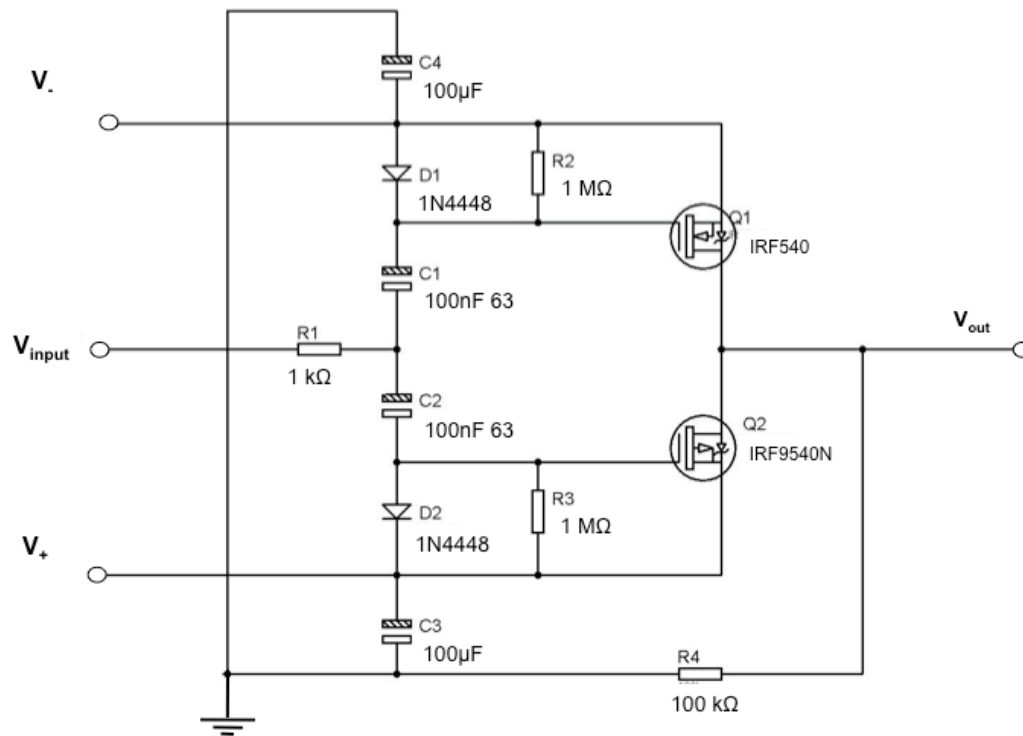 C4
100µF
V-
D1
1N4448
R2
1 MΩ
Q1
IRF540
C1
100nF 63
Vinput
R1
1 kΩ
Vout
C2
100nF 63
Q2
IRF9540N
D2
1N4448
R3
1 MΩ
V+
C3
100µF
R4
100 kΩ